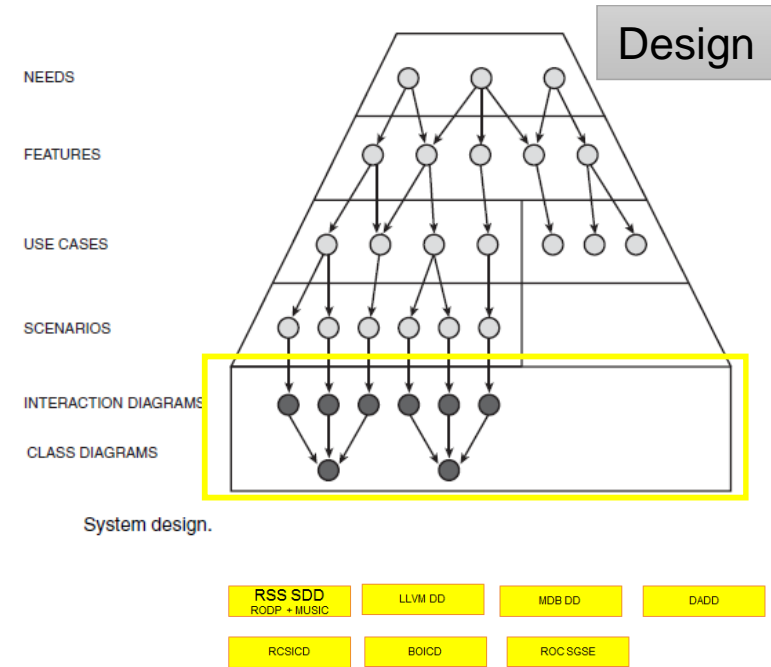 Design
NEEDS
FEATURES
USE CASES
SCENARIOS
INTERACTION DIAGRAMS
CLASS DIAGRAMS
System design.
RSS SDD
RODP + MUSIC
LLVM DD
MDB DD
DADD
RCSICD
BOICD
ROC SGSE